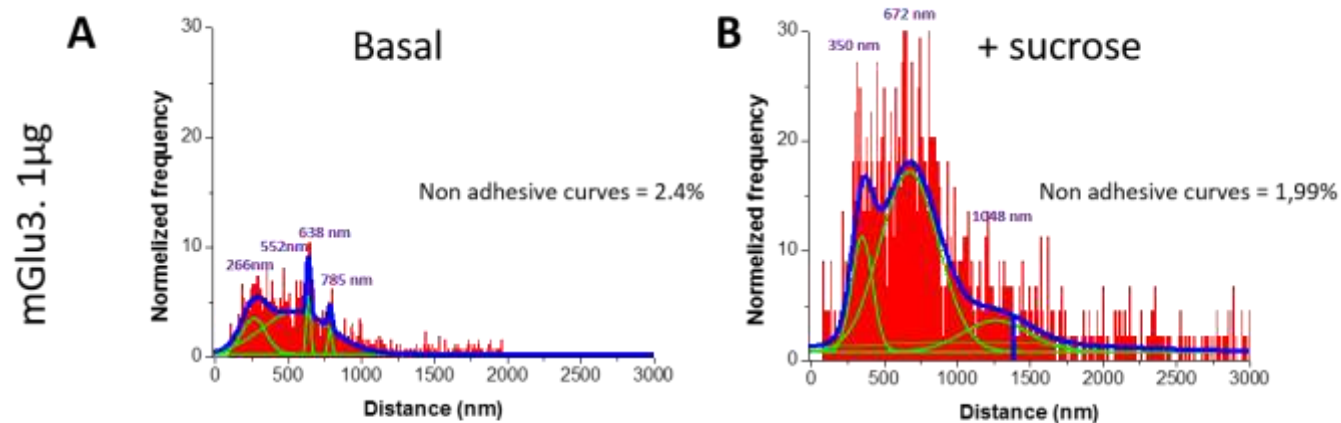 mGlu3. 1µg
A
Basal
30
20
10
0
Normelized frequency
266nm
552nm
638 nm
785 nm
Non adhesive curves = 2.4%
0 500 1000 1500 2000 2500 3000
Distance (nm)
B
+ sucrose
30
20
10
0
Normelized frequency
350 nm
672 nm
1048 nm
Non adhesive curves = 1,99%
0 500 1000 1500 2000 2500 3000
Distance (nm)